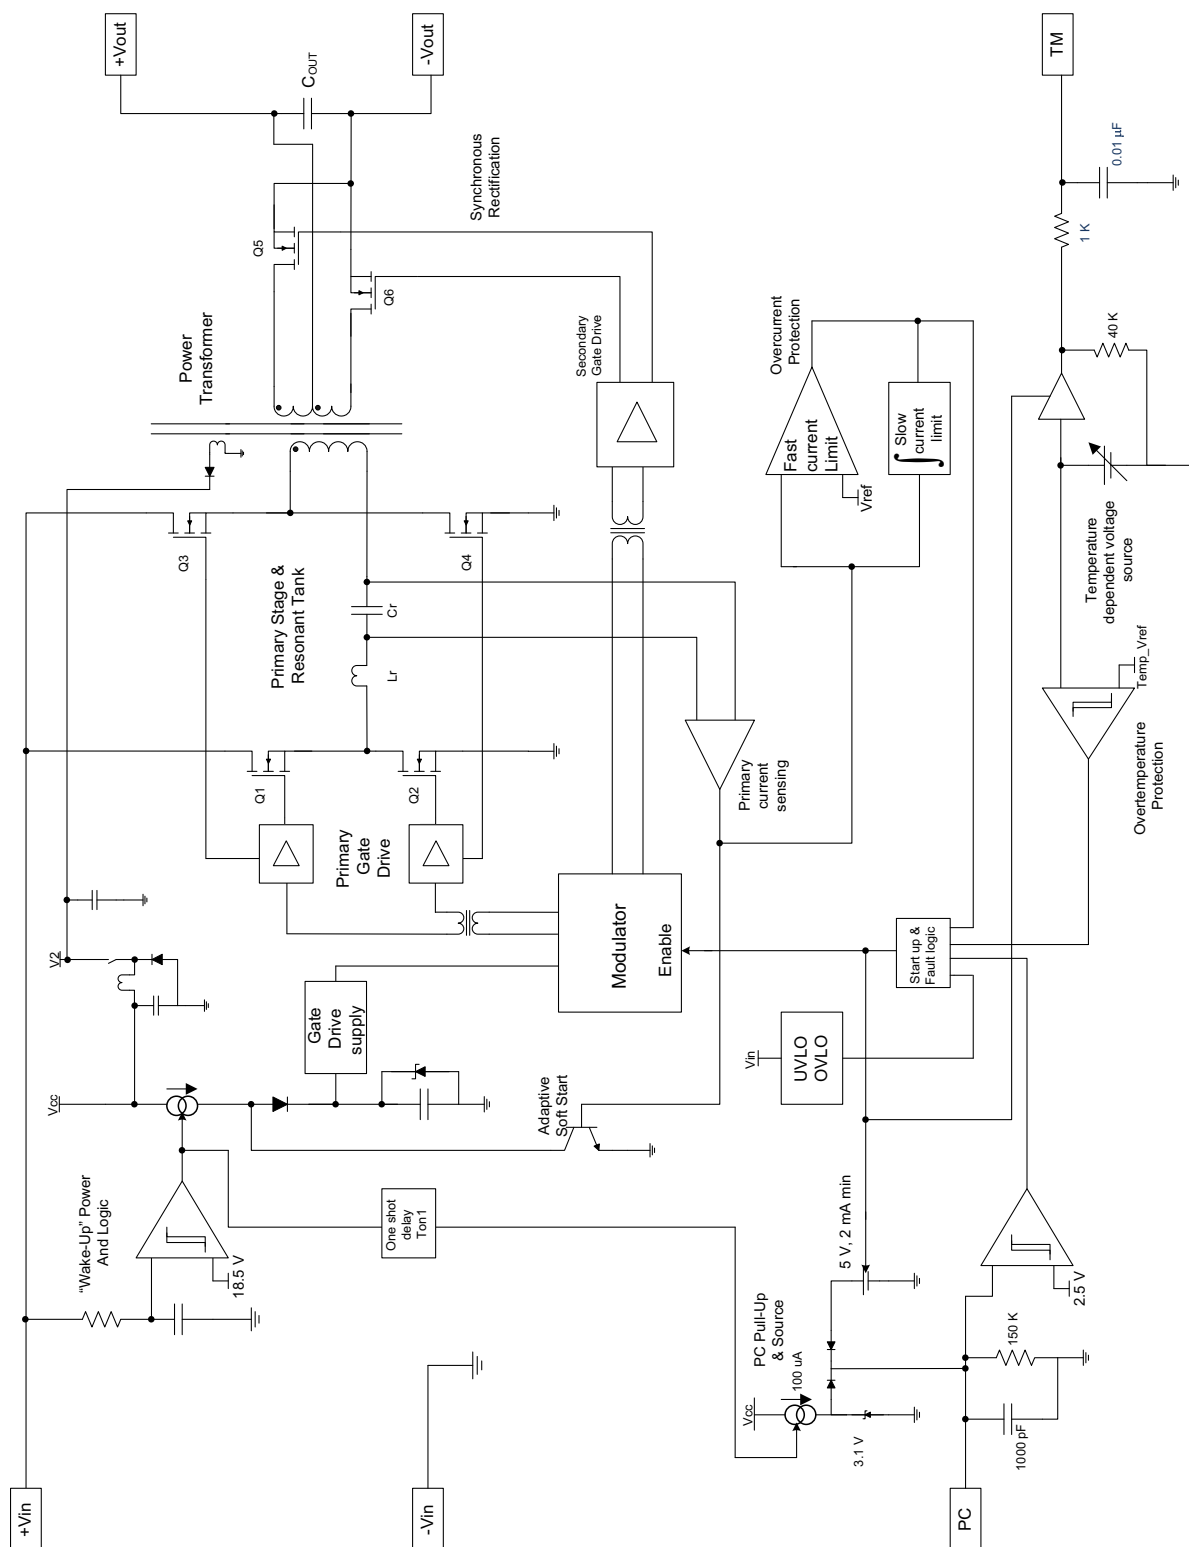 +Vout
-Vout
COUT
Synchronous
Rectification
Q5
Q6
Power
Transformer
Secondary
Gate Drive
Q3
Q4
Primary Stage &
Resonant Tank
Cr
Lr
Q1
Q2
Primary
Gate
Drive
Primary
current
sensing
Modulator
Enable
V2
Vcc
Gate
Drive
supply
Adaptive
Soft Start
"Wake-Up" Power
And Logic
18.5 V
One shot
delay
Ton1
+Vin
-Vin
TM
0.01 µF
1 K
40 K
Overcurrent
Protection
Fast
current
Limit
Vref
Slow
current
limit
Temperature
dependent voltage
source
Temp_Vref
Overtemperature
Protection
Start up &
Fault logic
Vin
UVLO
OVLO
5 V, 2 mA min
2.5 V
PC Pull-Up
& Source
100 uA
Vcc
3.1 V
150 K
1000 pF
PC